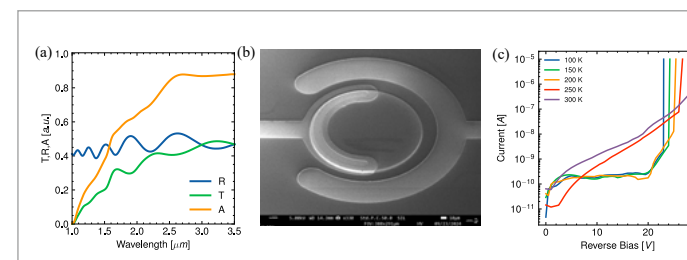 (a)
T,R,A [a.u.]
1.0
0.8
0.6
0.4
0.2
0.0
1.0 1.5 2.0 2.5 3.0 3.5
Wavelength [μm]
R
T
A
(b)
(c)
Current [A]
10⁻⁵
10⁻⁶
10⁻⁷
10⁻⁸
10⁻⁹
10⁻¹⁰
10⁻¹¹
100 K
150 K
200 K
250 K
300 K
0 10 20
Reverse Bias [V]